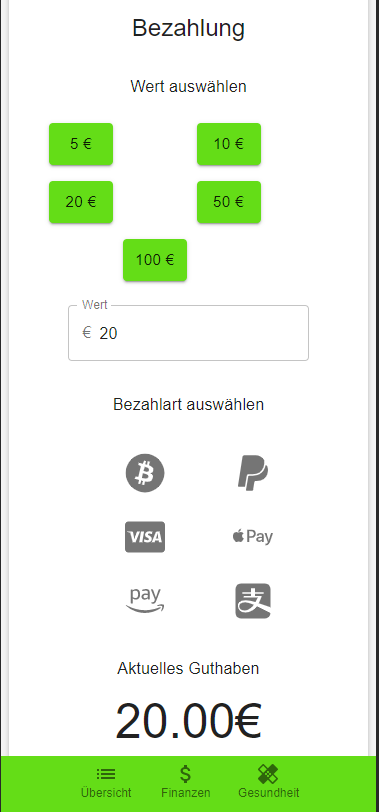 Bezahlung
Wert auswählen
5 €
10 €
20 €
50 €
100 €
Wert
€ 20
Bezahlart auswählen
VISA
Pay
pay
支
Aktuelles Guthaben
20.00€
Übersicht
Finanzen
Gesundheit